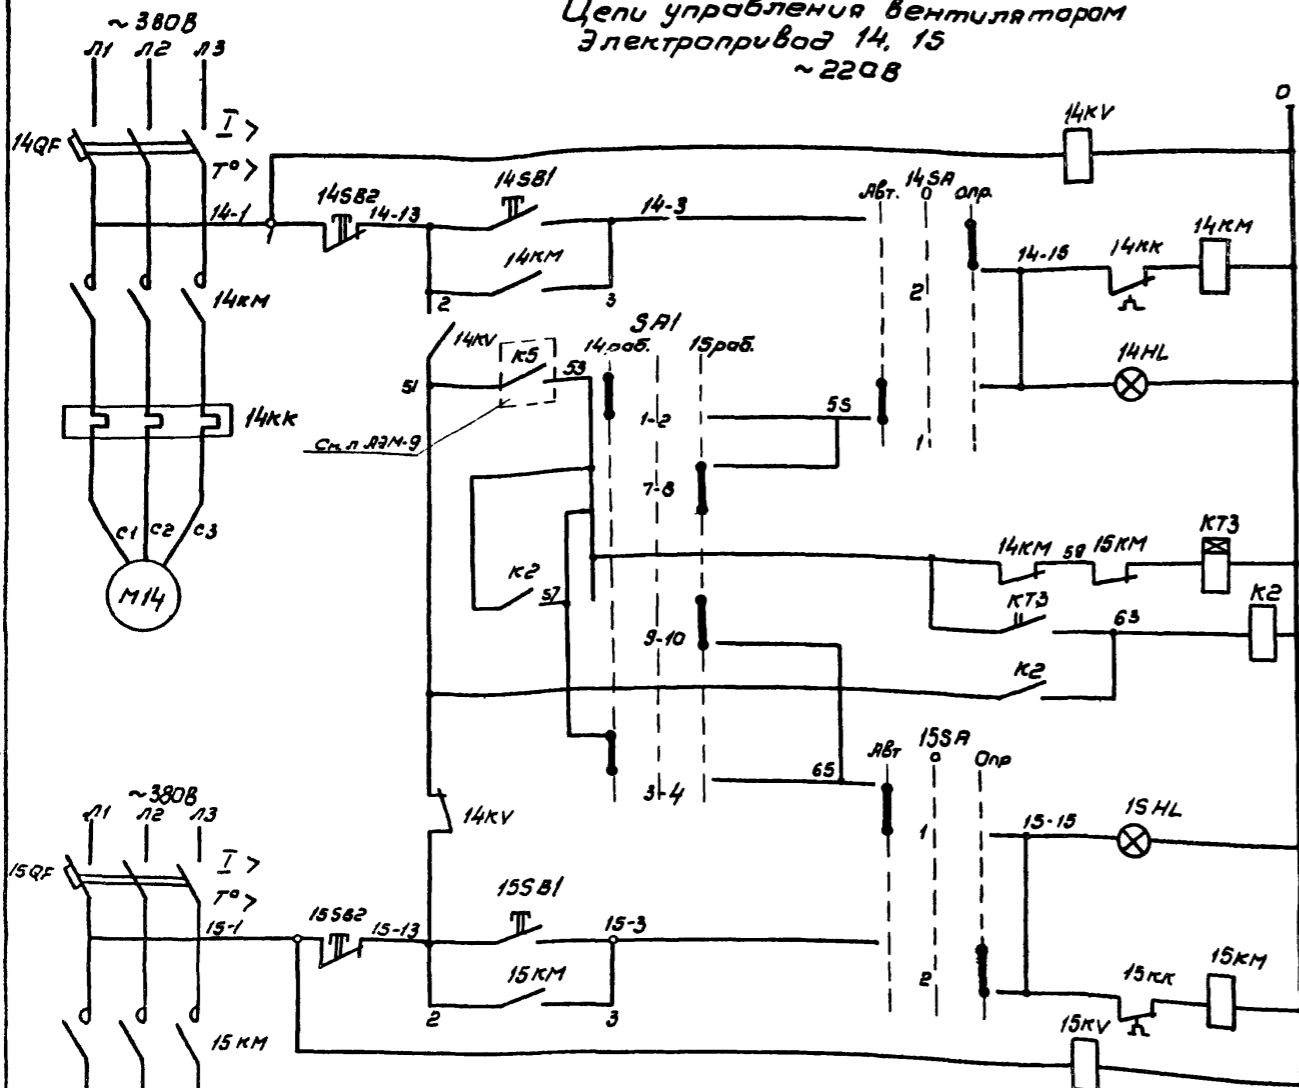 Цепи управления вентилятором
Электропривод 14, 15
~220В
~380В
Л1 Л2 Л3
О
14QF
I >
T° >
14KV
14SB2
14SB1
14-1
14-13
14-3
Авт. 14SA Опр.
О
14KM
14-15
14KK
14KM
14KM
2
3
2
SA1
14раб. 15раб.
14KV
K5
53
51
14HL
14KK
См. л. АЭМ-9
1-2
55
1
7-8
C1 C2 C3
M14
14KM
59
15KM
KT3
K2
57
KT3
K2
63
9-10
K2
65
Авт 15SA Опр
О
~380В
Л1 Л2 Л3
3-4
14KV
1
15-15
15HL
15QF
I >
T° >
15SB2
15SB1
15-1
15-13
15-3
15KM
2
15KK
15KM
2
3
15KM
15KV